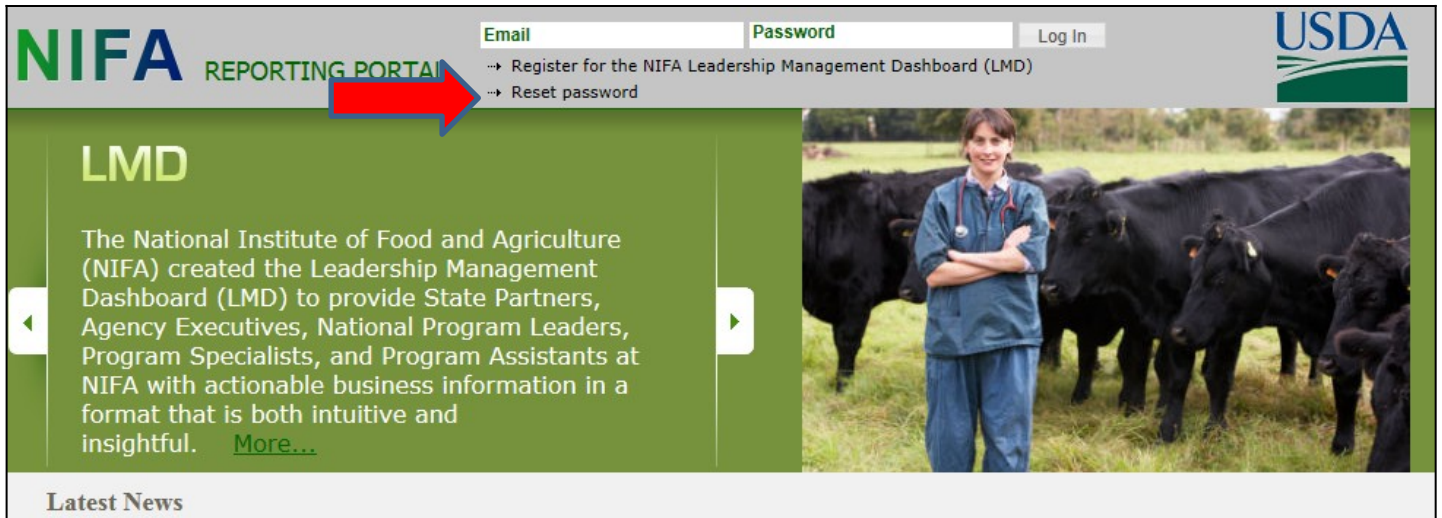 NIFA REPORTING PORTAL
Email Password Log In
Register for the NIFA Leadership Management Dashboard (LMD)
Reset password
USDA
LMD
The National Institute of Food and Agriculture
(NIFA) created the Leadership Management
Dashboard (LMD) to provide State Partners,
Agency Executives, National Program Leaders,
Program Specialists, and Program Assistants at
NIFA with actionable business information in a
format that is both intuitive and
insightful. More...
Latest News